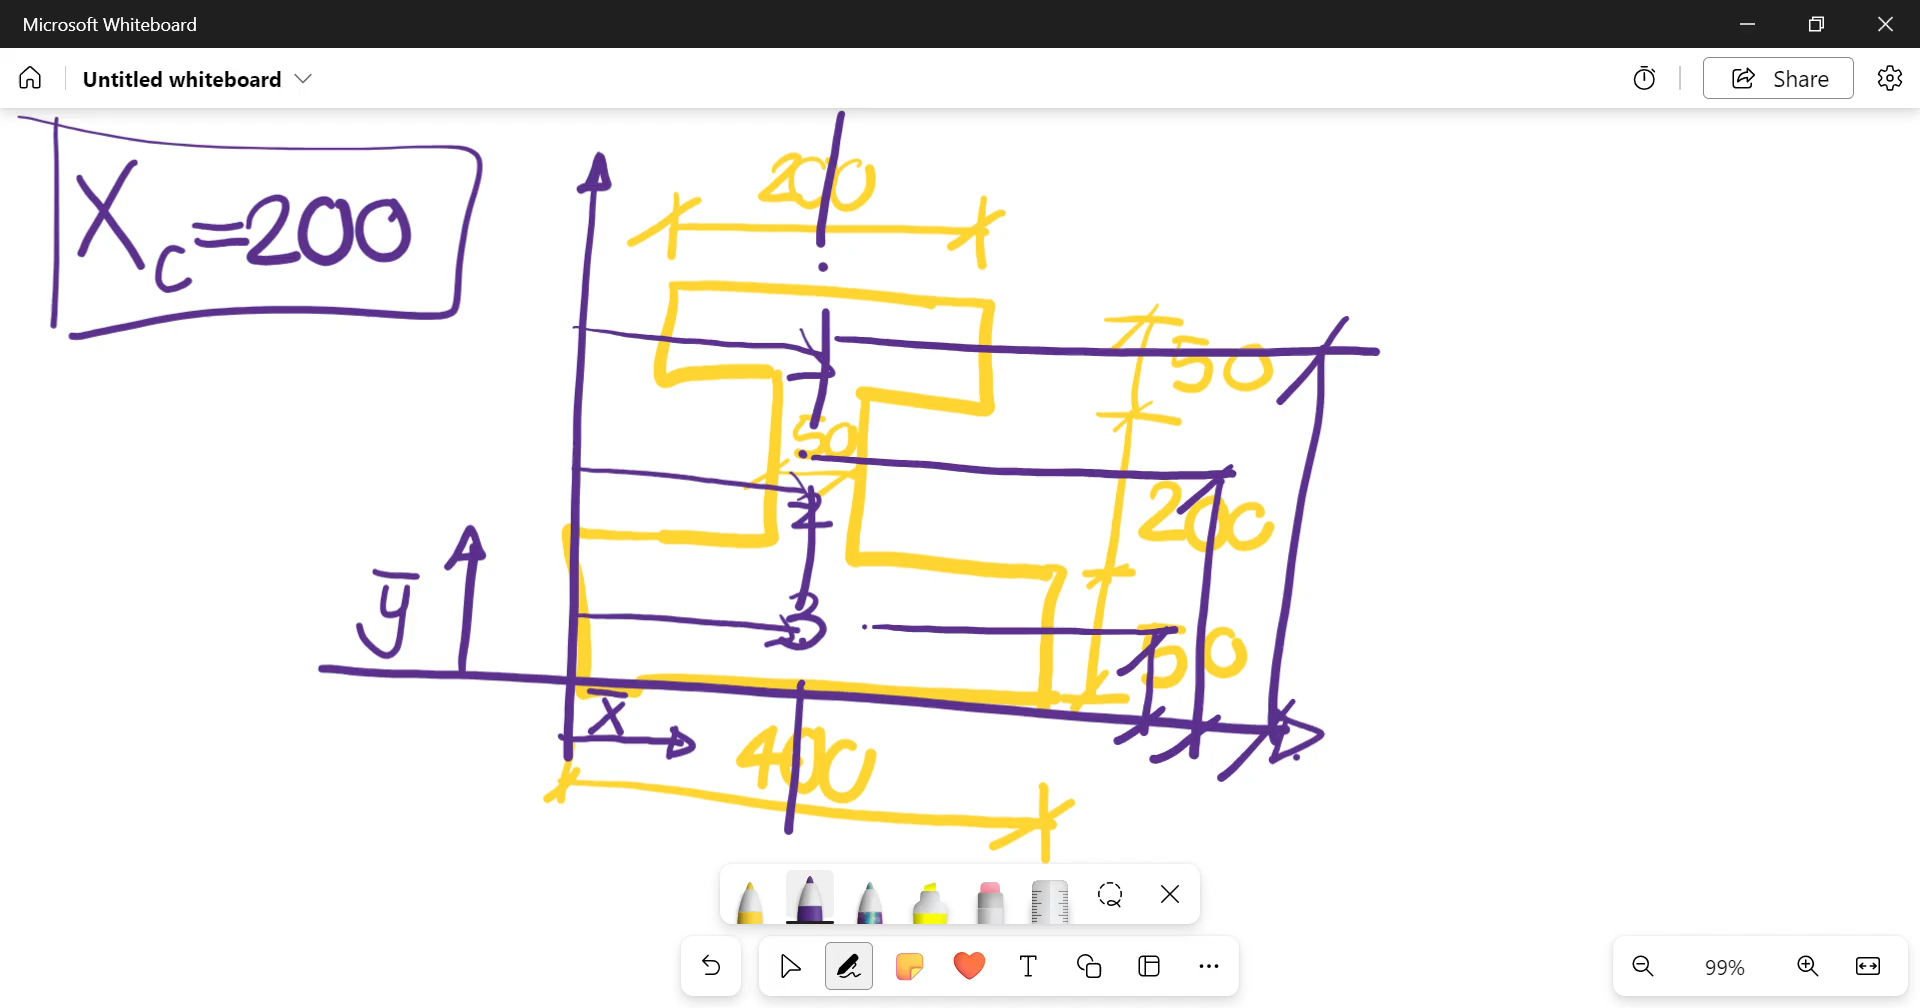 Microsoft Whiteboard
Untitled whiteboard
Share
Xc=200
200
50
1
50
200
2
y
3
50
x
400
T
99%